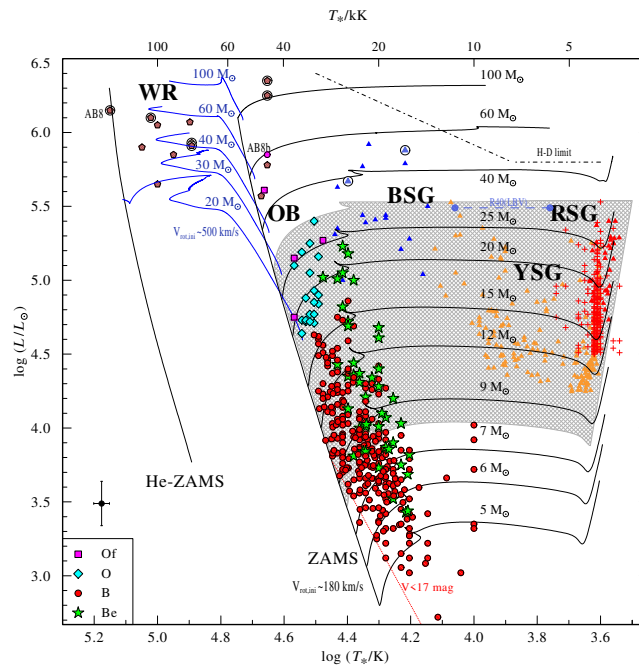 T*/kK
100 80 60 40 20 10 5
6.5
6.0
5.5
5.0
4.5
4.0
3.5
3.0
log (L/L⊙)
WR
AB8
100 M⊙
60 M⊙
40 M⊙
30 M⊙
20 M⊙
Vrot,ini~500 km/s
AB8b
OB
BSG
H-D limit
R40(LBV)
RSG
YSG
100 M⊙
60 M⊙
40 M⊙
25 M⊙
20 M⊙
15 M⊙
12 M⊙
9 M⊙
7 M⊙
6 M⊙
5 M⊙
He-ZAMS
ZAMS
Vrot,ini~180 km/s
V<17 mag
Of
O
B
Be
5.2 5.0 4.8 4.6 4.4 4.2 4.0 3.8 3.6
log (T*/K)